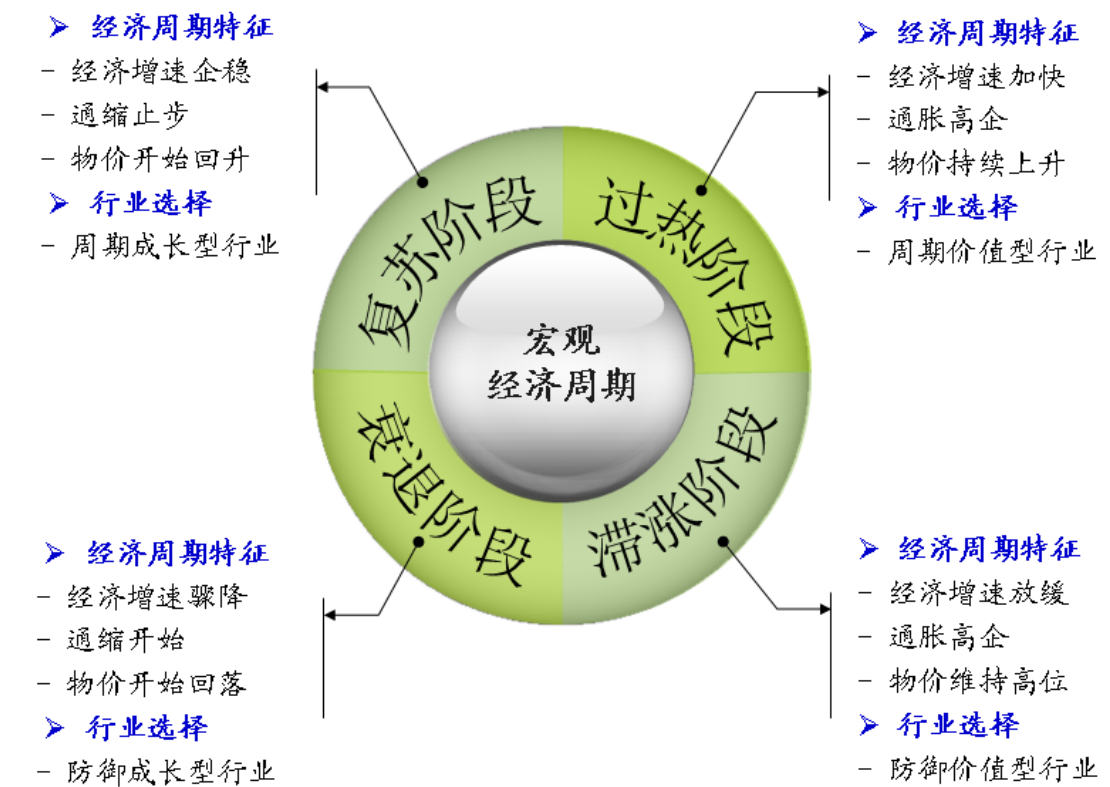 ➢ 经济周期特征
– 经济增速企稳
– 通缩止步
– 物价开始回升
➢ 行业选择
– 周期成长型行业
➢ 经济周期特征
– 经济增速加快
– 通胀高企
– 物价持续上升
➢ 行业选择
– 周期价值型行业
复苏阶段
过热阶段
宏观
经济周期
衰退阶段
滞涨阶段
➢ 经济周期特征
– 经济增速骤降
– 通缩开始
– 物价开始回落
➢ 行业选择
– 防御成长型行业
➢ 经济周期特征
– 经济增速放缓
– 通胀高企
– 物价维持高位
➢ 行业选择
– 防御价值型行业